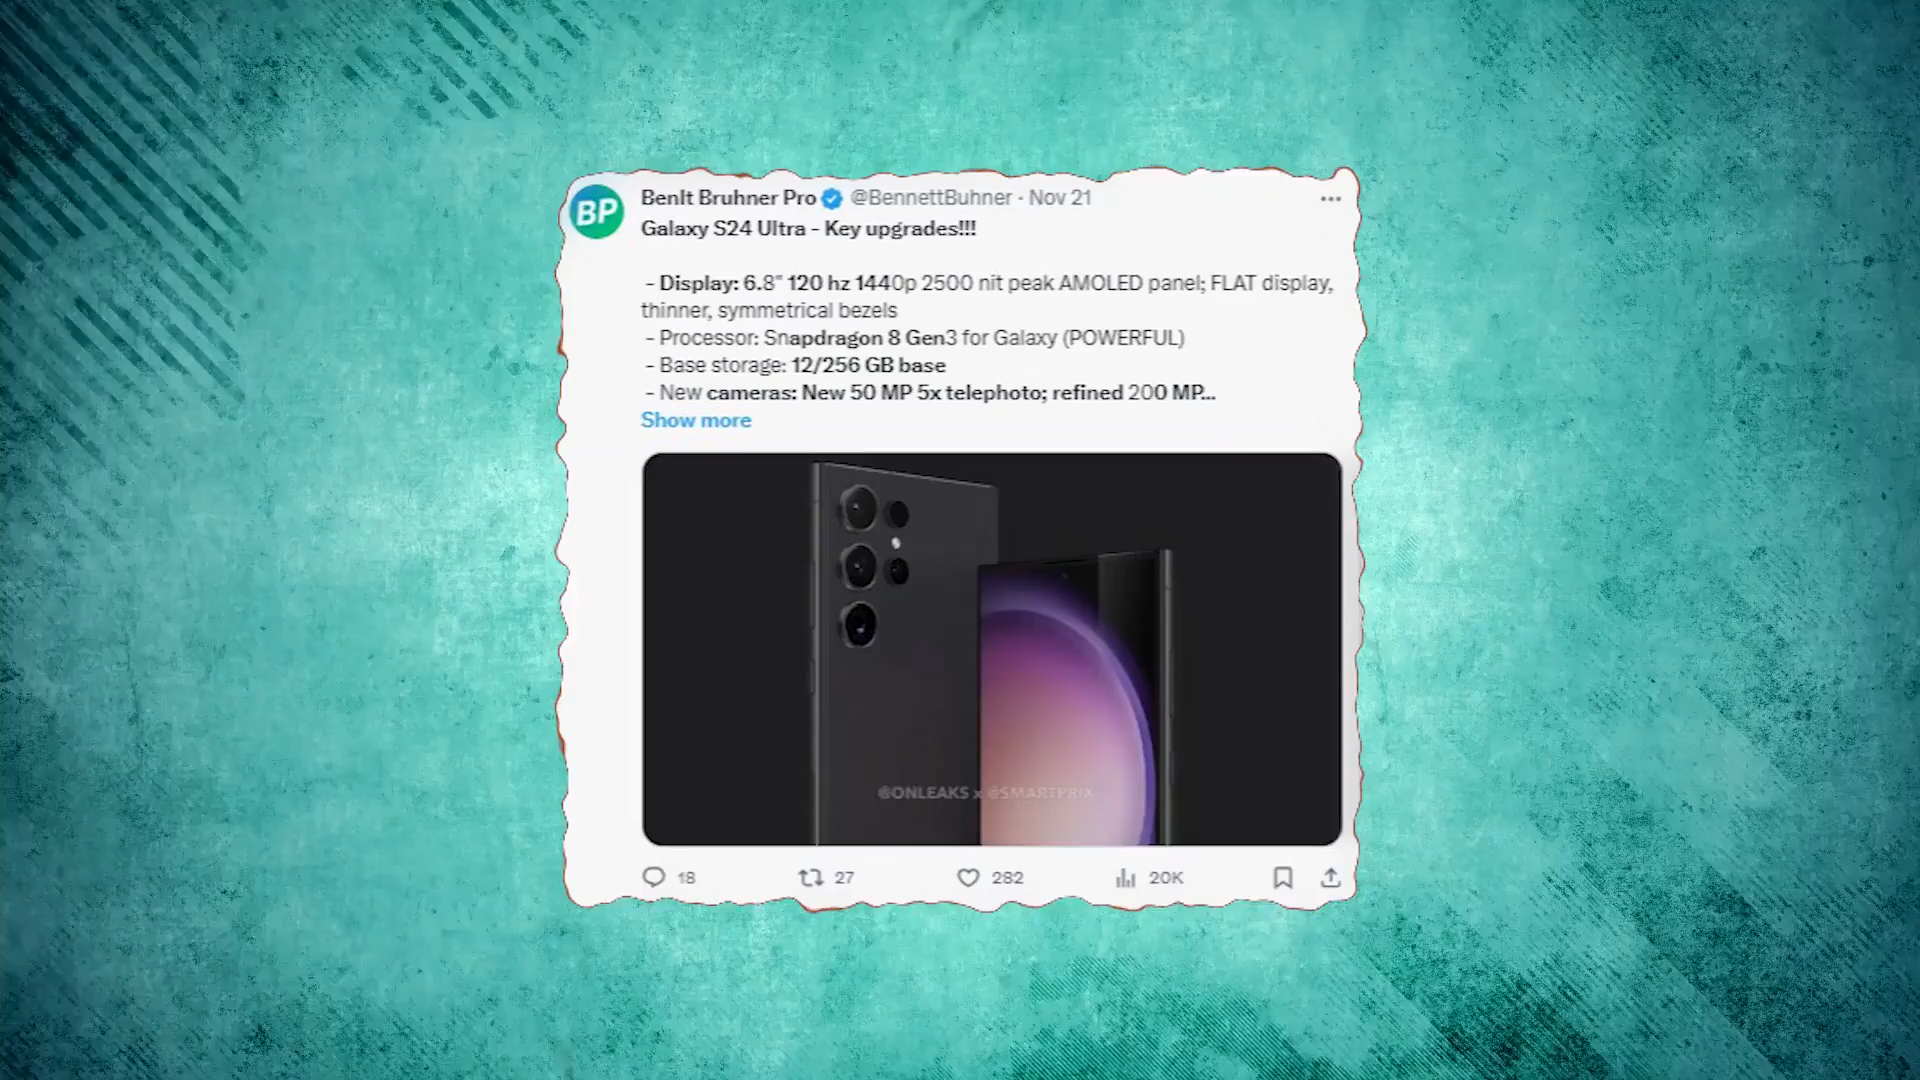 BP
BenIt Bruhner Pro @BennettBuhner · Nov 21
Galaxy S24 Ultra - Key upgrades!!!
- Display: 6.8" 120 hz 1440p 2500 nit peak AMOLED panel; FLAT display,
thinner, symmetrical bezels
- Processor: Snapdragon 8 Gen3 for Galaxy (POWERFUL)
- Base storage: 12/256 GB base
- New cameras: New 50 MP 5x telephoto; refined 200 MP...
Show more
@ONLEAKS x @SMARTPRIX
18 27 282 20K